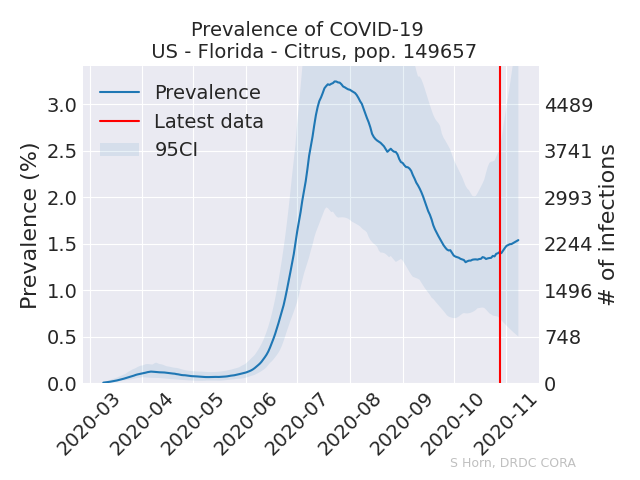 Prevalence of COVID-19
US - Florida - Citrus, pop. 149657
Prevalence
Latest data
95CI
Prevalence (%)
3.0
2.5
2.0
1.5
1.0
0.5
0.0
4489
3741
2993
2244
1496
748
0
# of infections
2020-03
2020-04
2020-05
2020-06
2020-07
2020-08
2020-09
2020-10
2020-11
S Horn, DRDC CORA